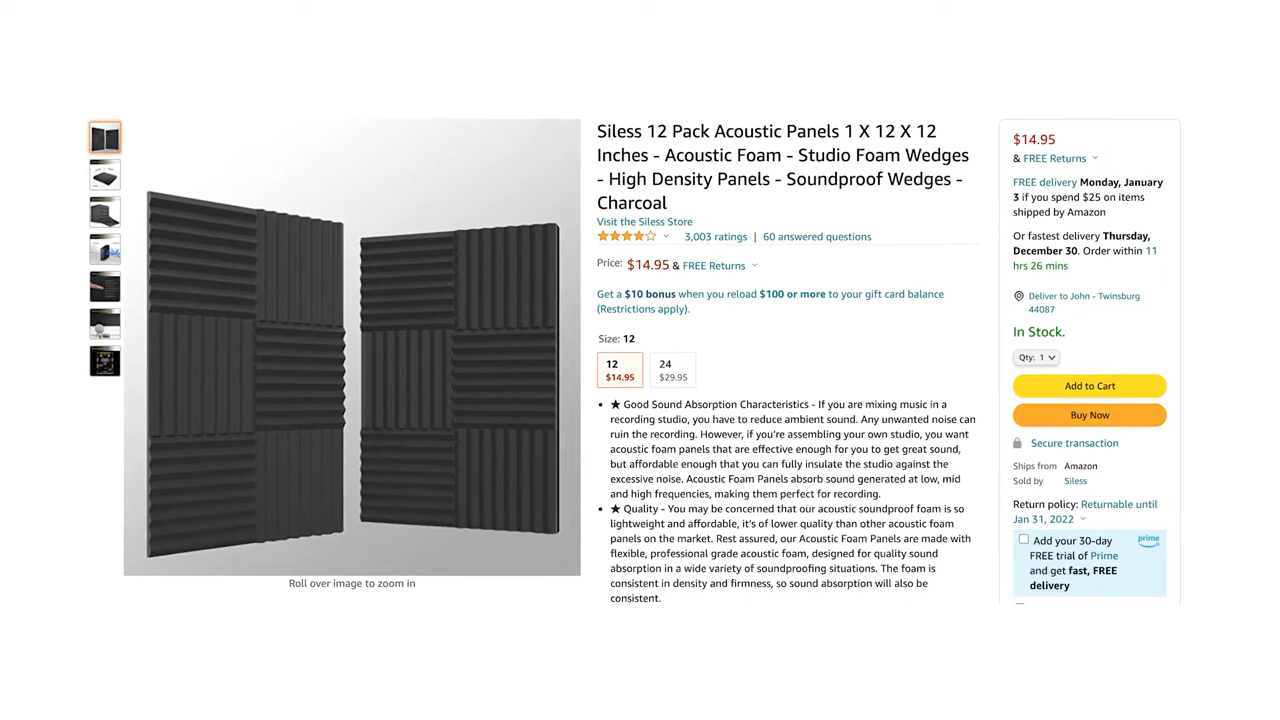 Siless 12 Pack Acoustic Panels 1 X 12 X 12
Inches - Acoustic Foam - Studio Foam Wedges
- High Density Panels - Soundproof Wedges -
Charcoal
Visit the Siless Store
3,003 ratings | 60 answered questions
Price: $14.95 & FREE Returns
Get a $10 bonus when you reload $100 or more to your gift card balance
(Restrictions apply).
Size: 12
12 24
$14.95 $29.95
• ★ Good Sound Absorption Characteristics - If you are mixing music in a
recording studio, you have to reduce ambient sound. Any unwanted noise can
ruin the recording. However, if you're assembling your own studio, you want
acoustic foam panels that are effective enough for you to get great sound,
but affordable enough that you can fully insulate the studio against the
excessive noise. Acoustic Foam Panels absorb sound generated at low, mid
and high frequencies, making them perfect for recording.
• ★ Quality - You may be concerned that our acoustic soundproof foam is so
lightweight and affordable, it's of lower quality than other acoustic foam
panels on the market. Rest assured, our Acoustic Foam Panels are made with
flexible, professional grade acoustic foam, designed for quality sound
absorption in a wide variety of soundproofing situations. The foam is
consistent in density and firmness, so sound absorption will also be
consistent.
Roll over image to zoom in
$14.95
& FREE Returns
FREE delivery Monday, January
3 if you spend $25 on items
shipped by Amazon
Or fastest delivery Thursday,
December 30. Order within 11
hrs 26 mins
Deliver to John - Twinsburg
44087
In Stock.
Qty: 1
Add to Cart
Buy Now
Secure transaction
Ships from Amazon
Sold by Siless
Return policy: Returnable until
Jan 31, 2022
Add your 30-day prime
FREE trial of Prime
and get fast, FREE
delivery